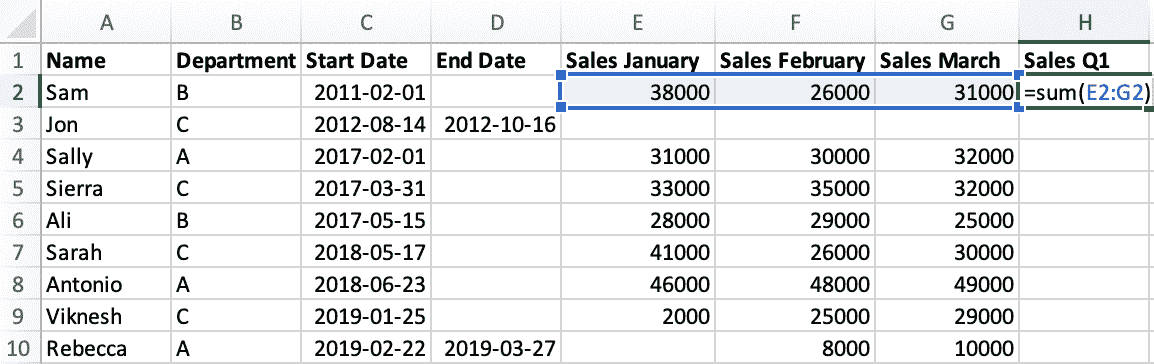 A B C D E F G H
1 Name Department Start Date End Date Sales January Sales February Sales March Sales Q1
2 Sam B 2011-02-01 38000 26000 31000 =sum(E2:G2)
3 Jon C 2012-08-14 2012-10-16
4 Sally A 2017-02-01 31000 30000 32000
5 Sierra C 2017-03-31 33000 35000 32000
6 Ali B 2017-05-15 28000 29000 25000
7 Sarah C 2018-05-17 41000 26000 30000
8 Antonio A 2018-06-23 46000 48000 49000
9 Viknesh C 2019-01-25 2000 25000 29000
10 Rebecca A 2019-02-22 2019-03-27 8000 10000